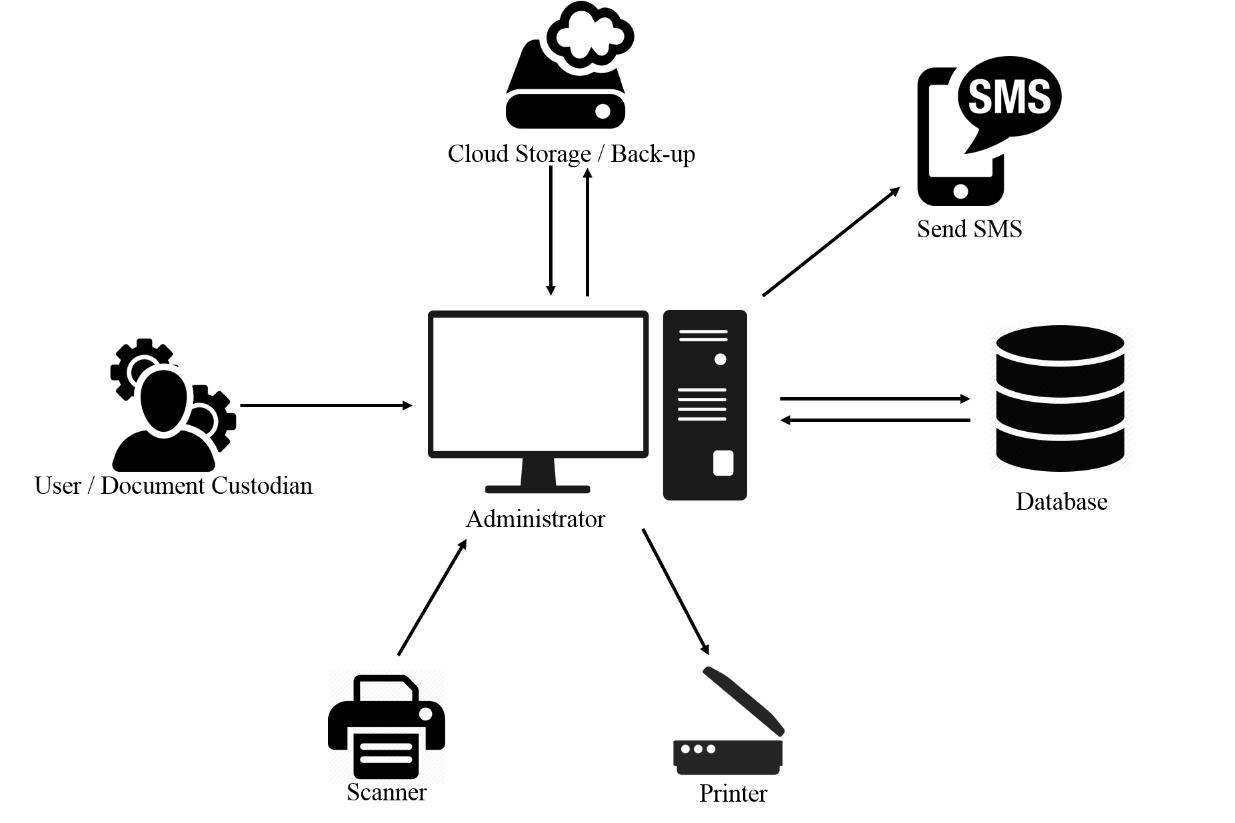 Cloud Storage / Back-up
SMS
Send SMS
User / Document Custodian
Administrator
Database
Scanner
Printer